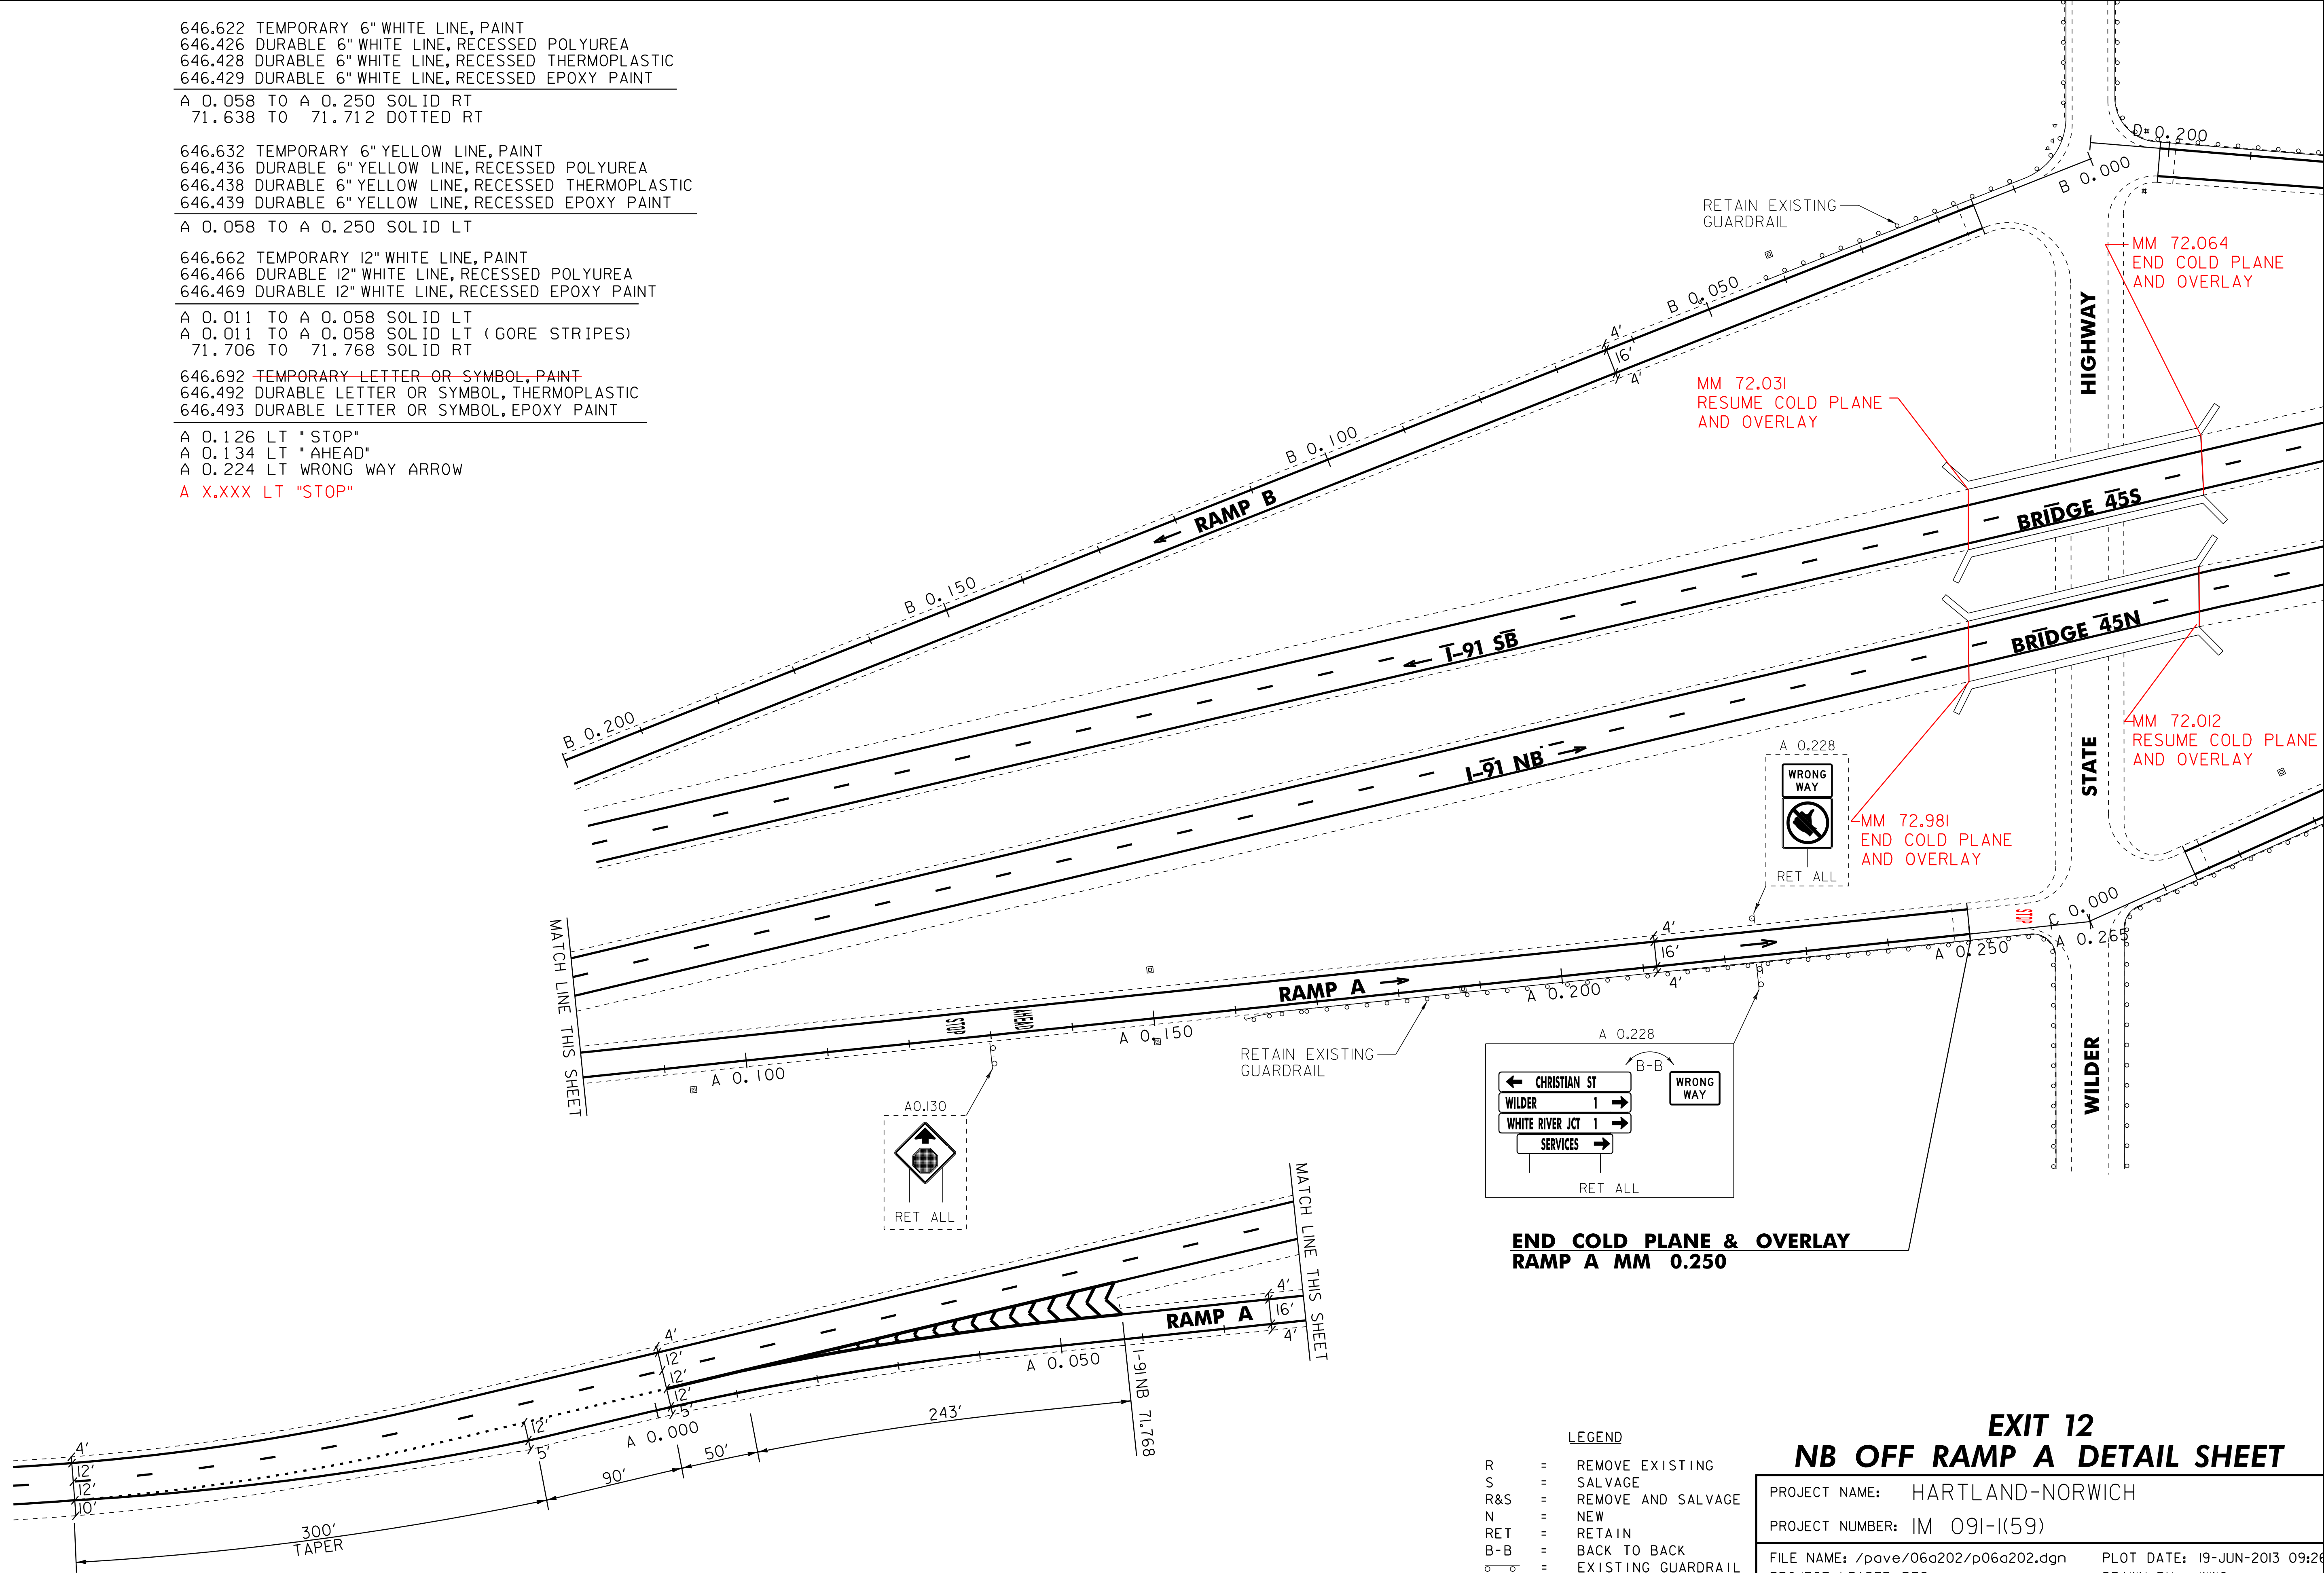 646.622 TEMPORARY 6" WHITE LINE, PAINT
646.426 DURABLE 6" WHITE LINE, RECESSED POLYUREA
646.428 DURABLE 6" WHITE LINE, RECESSED THERMOPLASTIC
646.429 DURABLE 6" WHITE LINE, RECESSED EPOXY PAINT
A 0.058 TO A 0.250 SOLID RT
71.638 TO 71.712 DOTTED RT
646.632 TEMPORARY 6" YELLOW LINE, PAINT
646.436 DURABLE 6" YELLOW LINE, RECESSED POLYUREA
646.438 DURABLE 6" YELLOW LINE, RECESSED THERMOPLASTIC
646.439 DURABLE 6" YELLOW LINE, RECESSED EPOXY PAINT
A 0.058 TO A 0.250 SOLID LT
646.662 TEMPORARY 12" WHITE LINE, PAINT
646.466 DURABLE 12" WHITE LINE, RECESSED POLYUREA
646.469 DURABLE 12" WHITE LINE, RECESSED EPOXY PAINT
A 0.011 TO A 0.058 SOLID LT
A 0.011 TO A 0.058 SOLID LT (GORE STRIPES)
71.706 TO 71.768 SOLID RT
646.692 TEMPORARY LETTER OR SYMBOL, PAINT
646.492 DURABLE LETTER OR SYMBOL, THERMOPLASTIC
646.493 DURABLE LETTER OR SYMBOL, EPOXY PAINT
A 0.126 LT "STOP"
A 0.134 LT "AHEAD"
A 0.224 LT WRONG WAY ARROW
A X.XXX LT "STOP"
D 0.200
B 0.000
RETAIN EXISTING
GUARDRAIL
MM 72.064
END COLD PLANE
AND OVERLAY
B 0.050
HIGHWAY
4'
16'
4'
MM 72.031
RESUME COLD PLANE
AND OVERLAY
B 0.100
RAMP B
BRIDGE 45S
B 0.150
I-91 SB
BRIDGE 45N
B 0.200
MM 72.012
RESUME COLD PLANE
AND OVERLAY
I-91 NB
STATE
A 0.228
WRONG
WAY
RET ALL
MM 72.981
END COLD PLANE
AND OVERLAY
MATCH LINE THIS SHEET
STOP
C 0.000
A 0.265
A 0.250
4'
16'
4'
RAMP A
A 0.200
STOP
AHEAD
A 0.150
A 0.100
RETAIN EXISTING
GUARDRAIL
WILDER
A 0.228
B-B
CHRISTIAN ST
WILDER 1
WHITE RIVER JCT 1
SERVICES
WRONG
WAY
RET ALL
A0.130
RET ALL
END COLD PLANE & OVERLAY
RAMP A MM 0.250
MATCH LINE THIS SHEET
4'
16'
4'
RAMP A
A 0.050
I-91NB 71.768
4'
12'
12'
12'
5'
A 0.000
243'
50'
90'
12'
5'
4'
12'
12'
10'
300'
TAPER
LEGEND
R = REMOVE EXISTING
S = SALVAGE
R&S = REMOVE AND SALVAGE
N = NEW
RET = RETAIN
B-B = BACK TO BACK
= EXISTING GUARDRAIL
EXIT 12
NB OFF RAMP A DETAIL SHEET
PROJECT NAME: HARTLAND-NORWICH
PROJECT NUMBER: IM 091-1(59)
FILE NAME: /pave/06a202/p06a202.dgn PLOT DATE: 19-JUN-2013 09:26